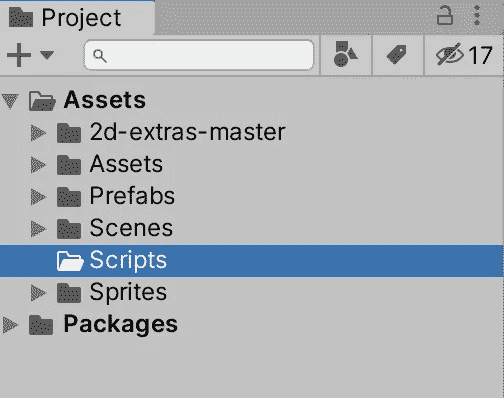 Project
17
Assets
2d-extras-master
Assets
Prefabs
Scenes
Scripts
Sprites
Packages